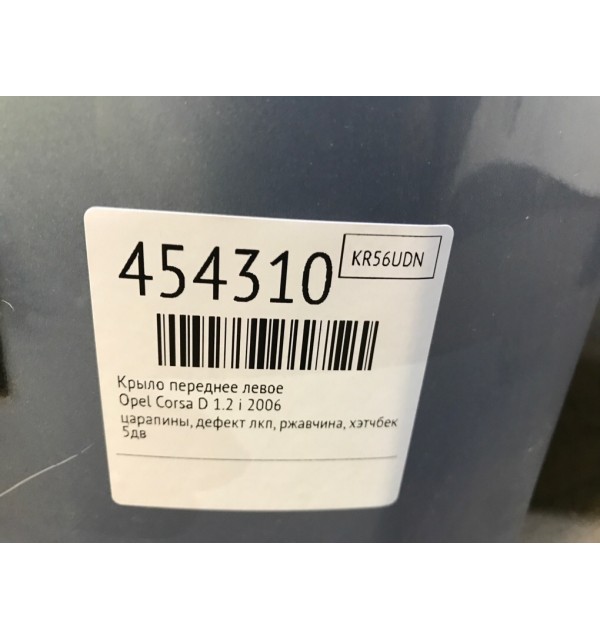 454310
KR56UDN
Крыло переднее левое
Opel Corsa D 1.2 i 2006
царапины, дефект лкп, ржавчина, хэтчбек
5дв